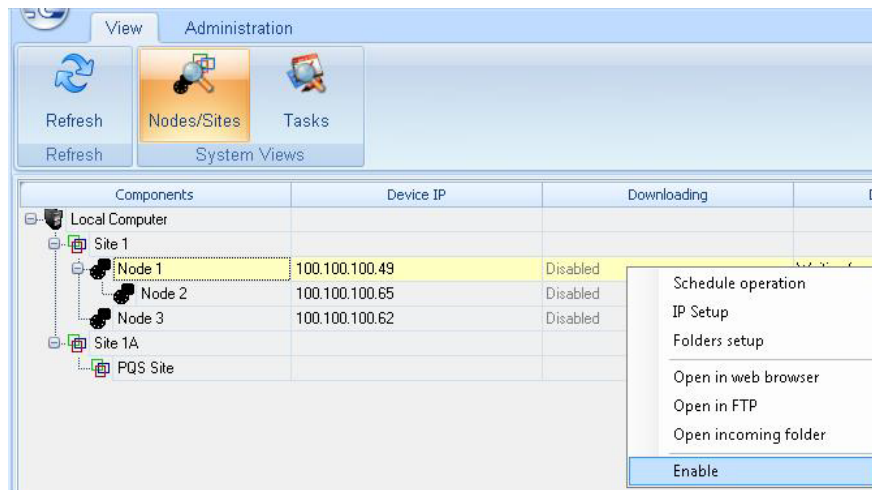 View Administration
Refresh Nodes/Sites Tasks
Refresh System Views
Components Device IP Downloading
Local Computer
Site 1
Node 1 100.100.100.49 Disabled
Node 2 100.100.100.65 Disabled
Node 3 100.100.100.62 Disabled
Site 1A
PQS Site
Schedule operation
IP Setup
Folders setup
Open in web browser
Open in FTP
Open incoming folder
Enable